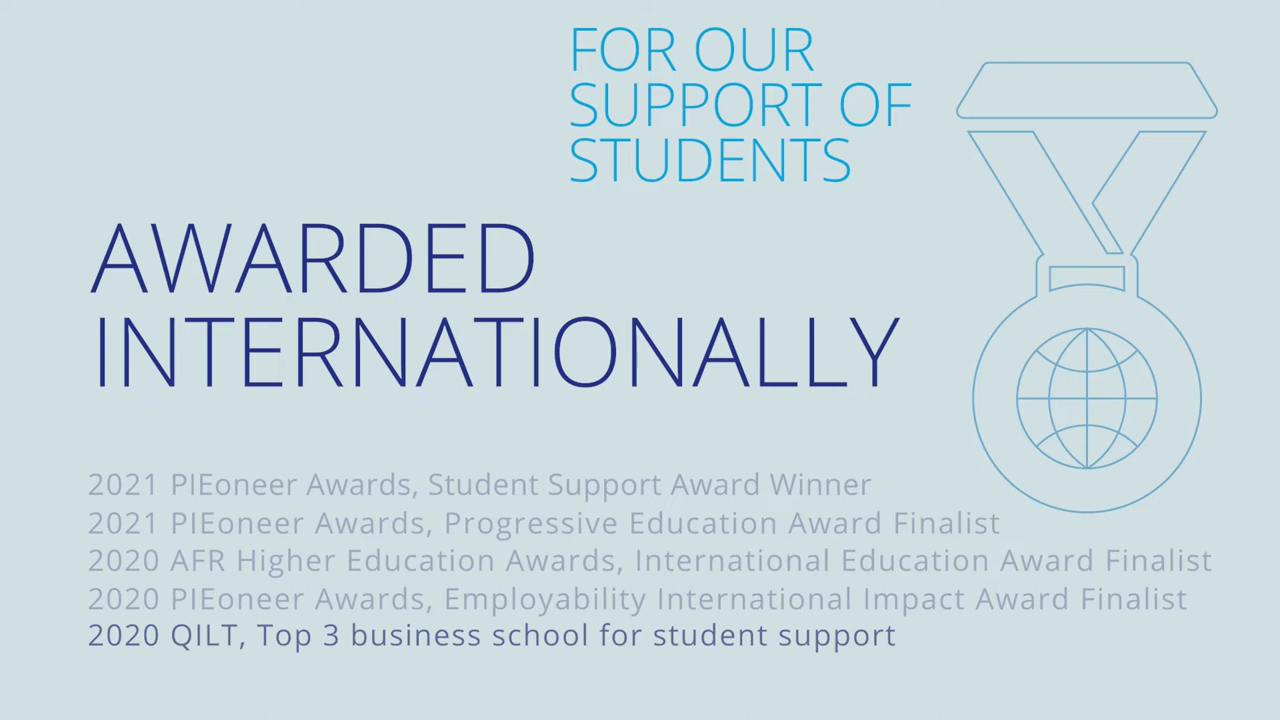 FOR OUR
SUPPORT OF
STUDENTS
AWARDED
INTERNATIONALLY
2021 PIEoneer Awards, Student Support Award Winner
2021 PIEoneer Awards, Progressive Education Award Finalist
2020 AFR Higher Education Awards, International Education Award Finalist
2020 PIEoneer Awards, Employability International Impact Award Finalist
2020 QILT, Top 3 business school for student support